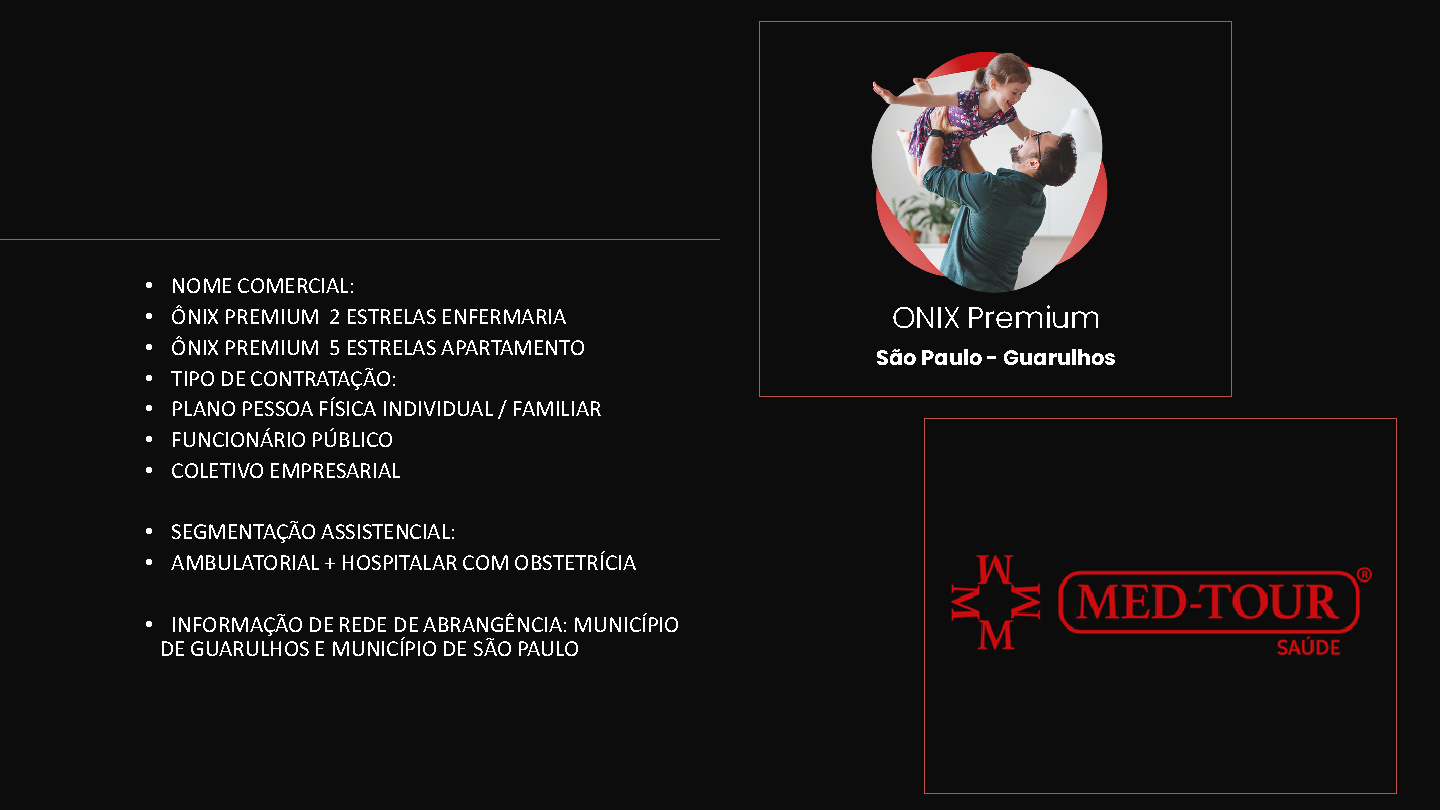 • NOME COMERCIAL:
• ÔNIX PREMIUM 2 ESTRELAS ENFERMARIA
• ÔNIX PREMIUM 5 ESTRELAS APARTAMENTO
• TIPO DE CONTRATAÇÃO:
• PLANO PESSOA FÍSICA INDIVIDUAL / FAMILIAR
• FUNCIONÁRIO PÚBLICO
• COLETIVO EMPRESARIAL
• SEGMENTAÇÃO ASSISTENCIAL:
• AMBULATORIAL + HOSPITALAR COM OBSTETRÍCIA
• INFORMAÇÃO DE REDE DE ABRANGÊNCIA: MUNICÍPIO
DE GUARULHOS E MUNICÍPIO DE SÃO PAULO
ONIX Premium
São Paulo - Guarulhos
MED-TOUR®
SAÚDE